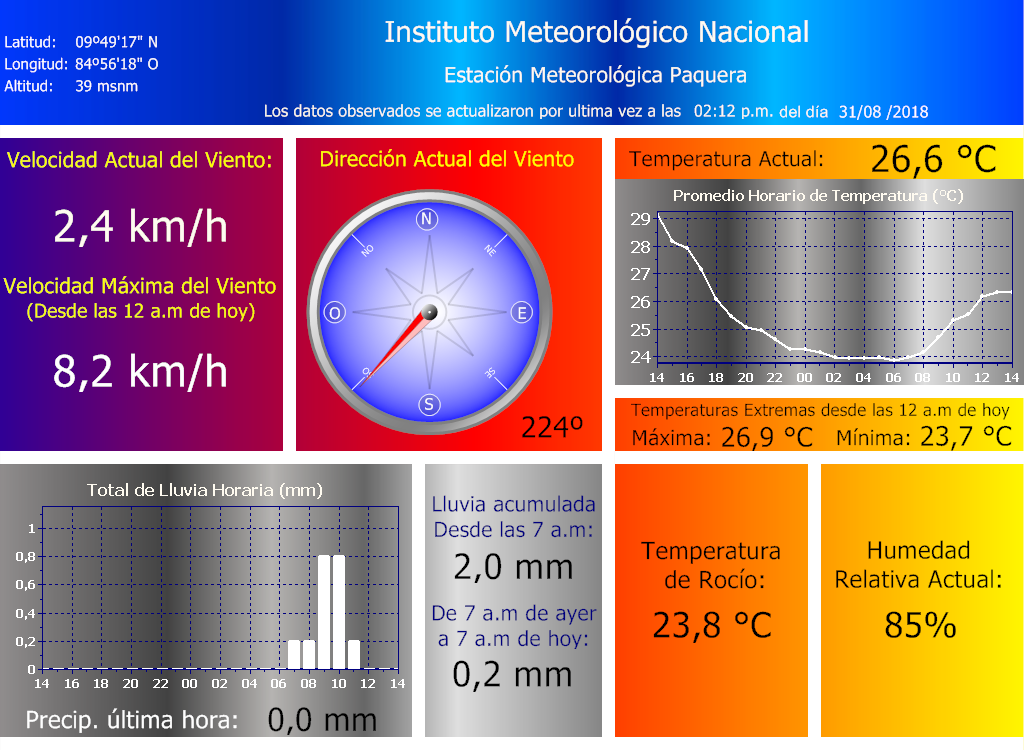 Instituto Meteorológico Nacional
Latitud: 09º49'17" N
Longitud: 84º56'18" O
Altitud: 39 msnm
Estación Meteorológica Paquera
Los datos observados se actualizaron por ultima vez a las 02:12 p.m. del día 31/08 /2018
Velocidad Actual del Viento:
2,4 km/h
Velocidad Máxima del Viento
(Desde las 12 a.m de hoy)
8,2 km/h
Dirección Actual del Viento
N
NO
NE
O
E
SO
SE
S
224º
Temperatura Actual: 26,6 °C
Promedio Horario de Temperatura (°C)
29
28
27
26
25
24
14 16 18 20 22 00 02 04 06 08 10 12 14
Temperaturas Extremas desde las 12 a.m de hoy
Máxima: 26,9 °C Mínima: 23,7 °C
Total de Lluvia Horaria (mm)
1
0,8
0,6
0,4
0,2
0
14 16 18 20 22 00 02 04 06 08 10 12 14
Precip. última hora: 0,0 mm
Lluvia acumulada
Desde las 7 a.m:
2,0 mm
De 7 a.m de ayer
a 7 a.m de hoy:
0,2 mm
Temperatura
de Rocío:
23,8 °C
Humedad
Relativa Actual:
85%